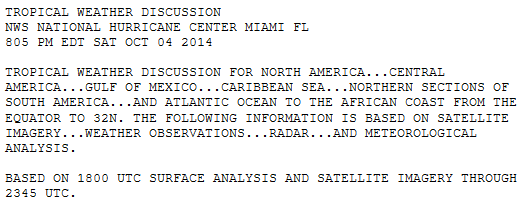 TROPICAL WEATHER DISCUSSION
NWS NATIONAL HURRICANE CENTER MIAMI FL
805 PM EDT SAT OCT 04 2014
TROPICAL WEATHER DISCUSSION FOR NORTH AMERICA...CENTRAL
AMERICA...GULF OF MEXICO...CARIBBEAN SEA...NORTHERN SECTIONS OF
SOUTH AMERICA...AND ATLANTIC OCEAN TO THE AFRICAN COAST FROM THE
EQUATOR TO 32N. THE FOLLOWING INFORMATION IS BASED ON SATELLITE
IMAGERY...WEATHER OBSERVATIONS...RADAR...AND METEOROLOGICAL
ANALYSIS.
BASED ON 1800 UTC SURFACE ANALYSIS AND SATELLITE IMAGERY THROUGH
2345 UTC.